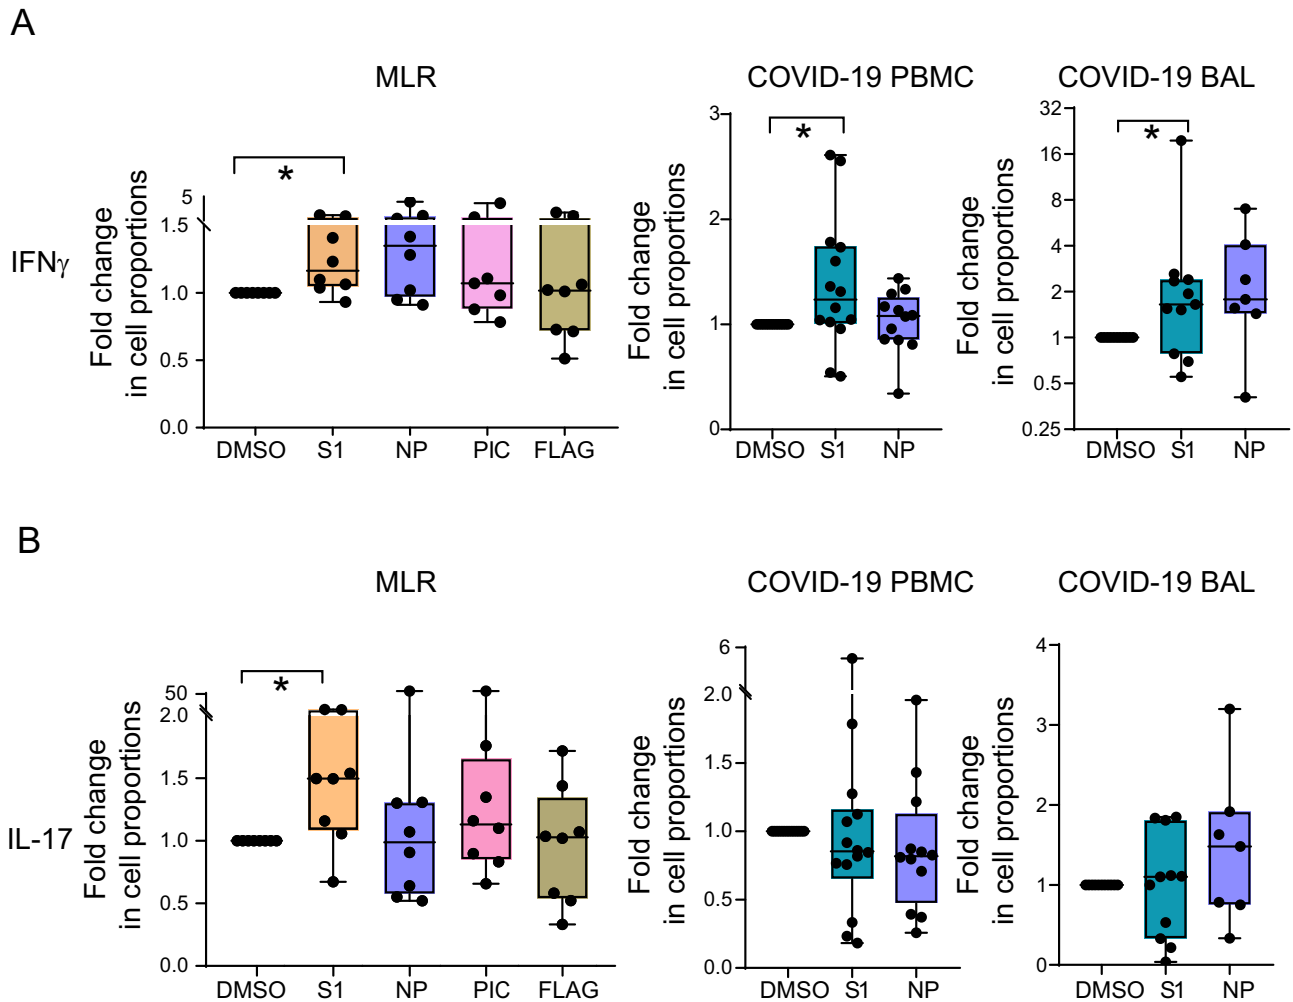 A
MLR
COVID-19 PBMC
COVID-19 BAL
IFNγ
Fold change
in cell proportions
5
1.5
1.0
0.5
0.0
*
DMSO S1 NP PIC FLAG
Fold change
in cell proportions
3
2
1
0
*
DMSO S1 NP
Fold change
in cell proportions
32
16
8
4
2
1
0.5
0.25
*
DMSO S1 NP
B
MLR
COVID-19 PBMC
COVID-19 BAL
IL-17
Fold change
in cell proportions
50
2.0
1.5
1.0
0.5
0.0
*
DMSO S1 NP PIC FLAG
Fold change
in cell proportions
6
2.0
1.5
1.0
0.5
0.0
DMSO S1 NP
Fold change
in cell proportions
4
3
2
1
0
DMSO S1 NP